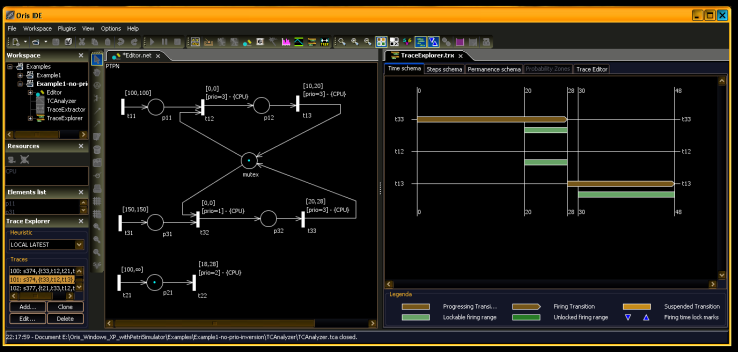 Oris IDE
File Workspace Plugins View Options Help
Workspace
Examples
Example1
Example1-no-pri
Editor
TCAnalyzer
TraceExtractor
TraceExplorer
Resources
CPU
Elements list
p11
Trace Explorer
Heuristic
LOCAL LATEST
Traces
100: s374,{t33,t12,t21,t
101: s374,{t33,t12,t13}
102: s377,{t21,t33,t12,t
Add... Clone
Edit... Delete
*Editor.net
PTPN
[100,100]
t11
p11
[0,0]
[prio=3] - {CPU}
t12
p12
[10,20]
[prio=3] - {CPU}
t13
mutex
[150,150]
t31
p31
[0,0]
[prio=1] - {CPU}
t32
p32
[20,28]
[prio=3] - {CPU}
t33
[100,∞]
t21
p21
[18,28]
[prio=2] - {CPU}
t22
TraceExplorer.trx
Time schema Steps schema Permanence schema Probability Zones Trace Editor
0 20 28 30 48
t33 t33
t12 t12
t13 t13
0 20 28 30 48
Legenda
Progressing Transi... Firing Transition Suspended Transition
Lockable firing range Unlocked firing range Firing time lock marks
22:17:59 - Document E:\Oris_Windows_XP_withPetriSimulator\Examples\Example1-no-prio-inversion\TCAnalyzer\TCAnalyzer.tca closed.